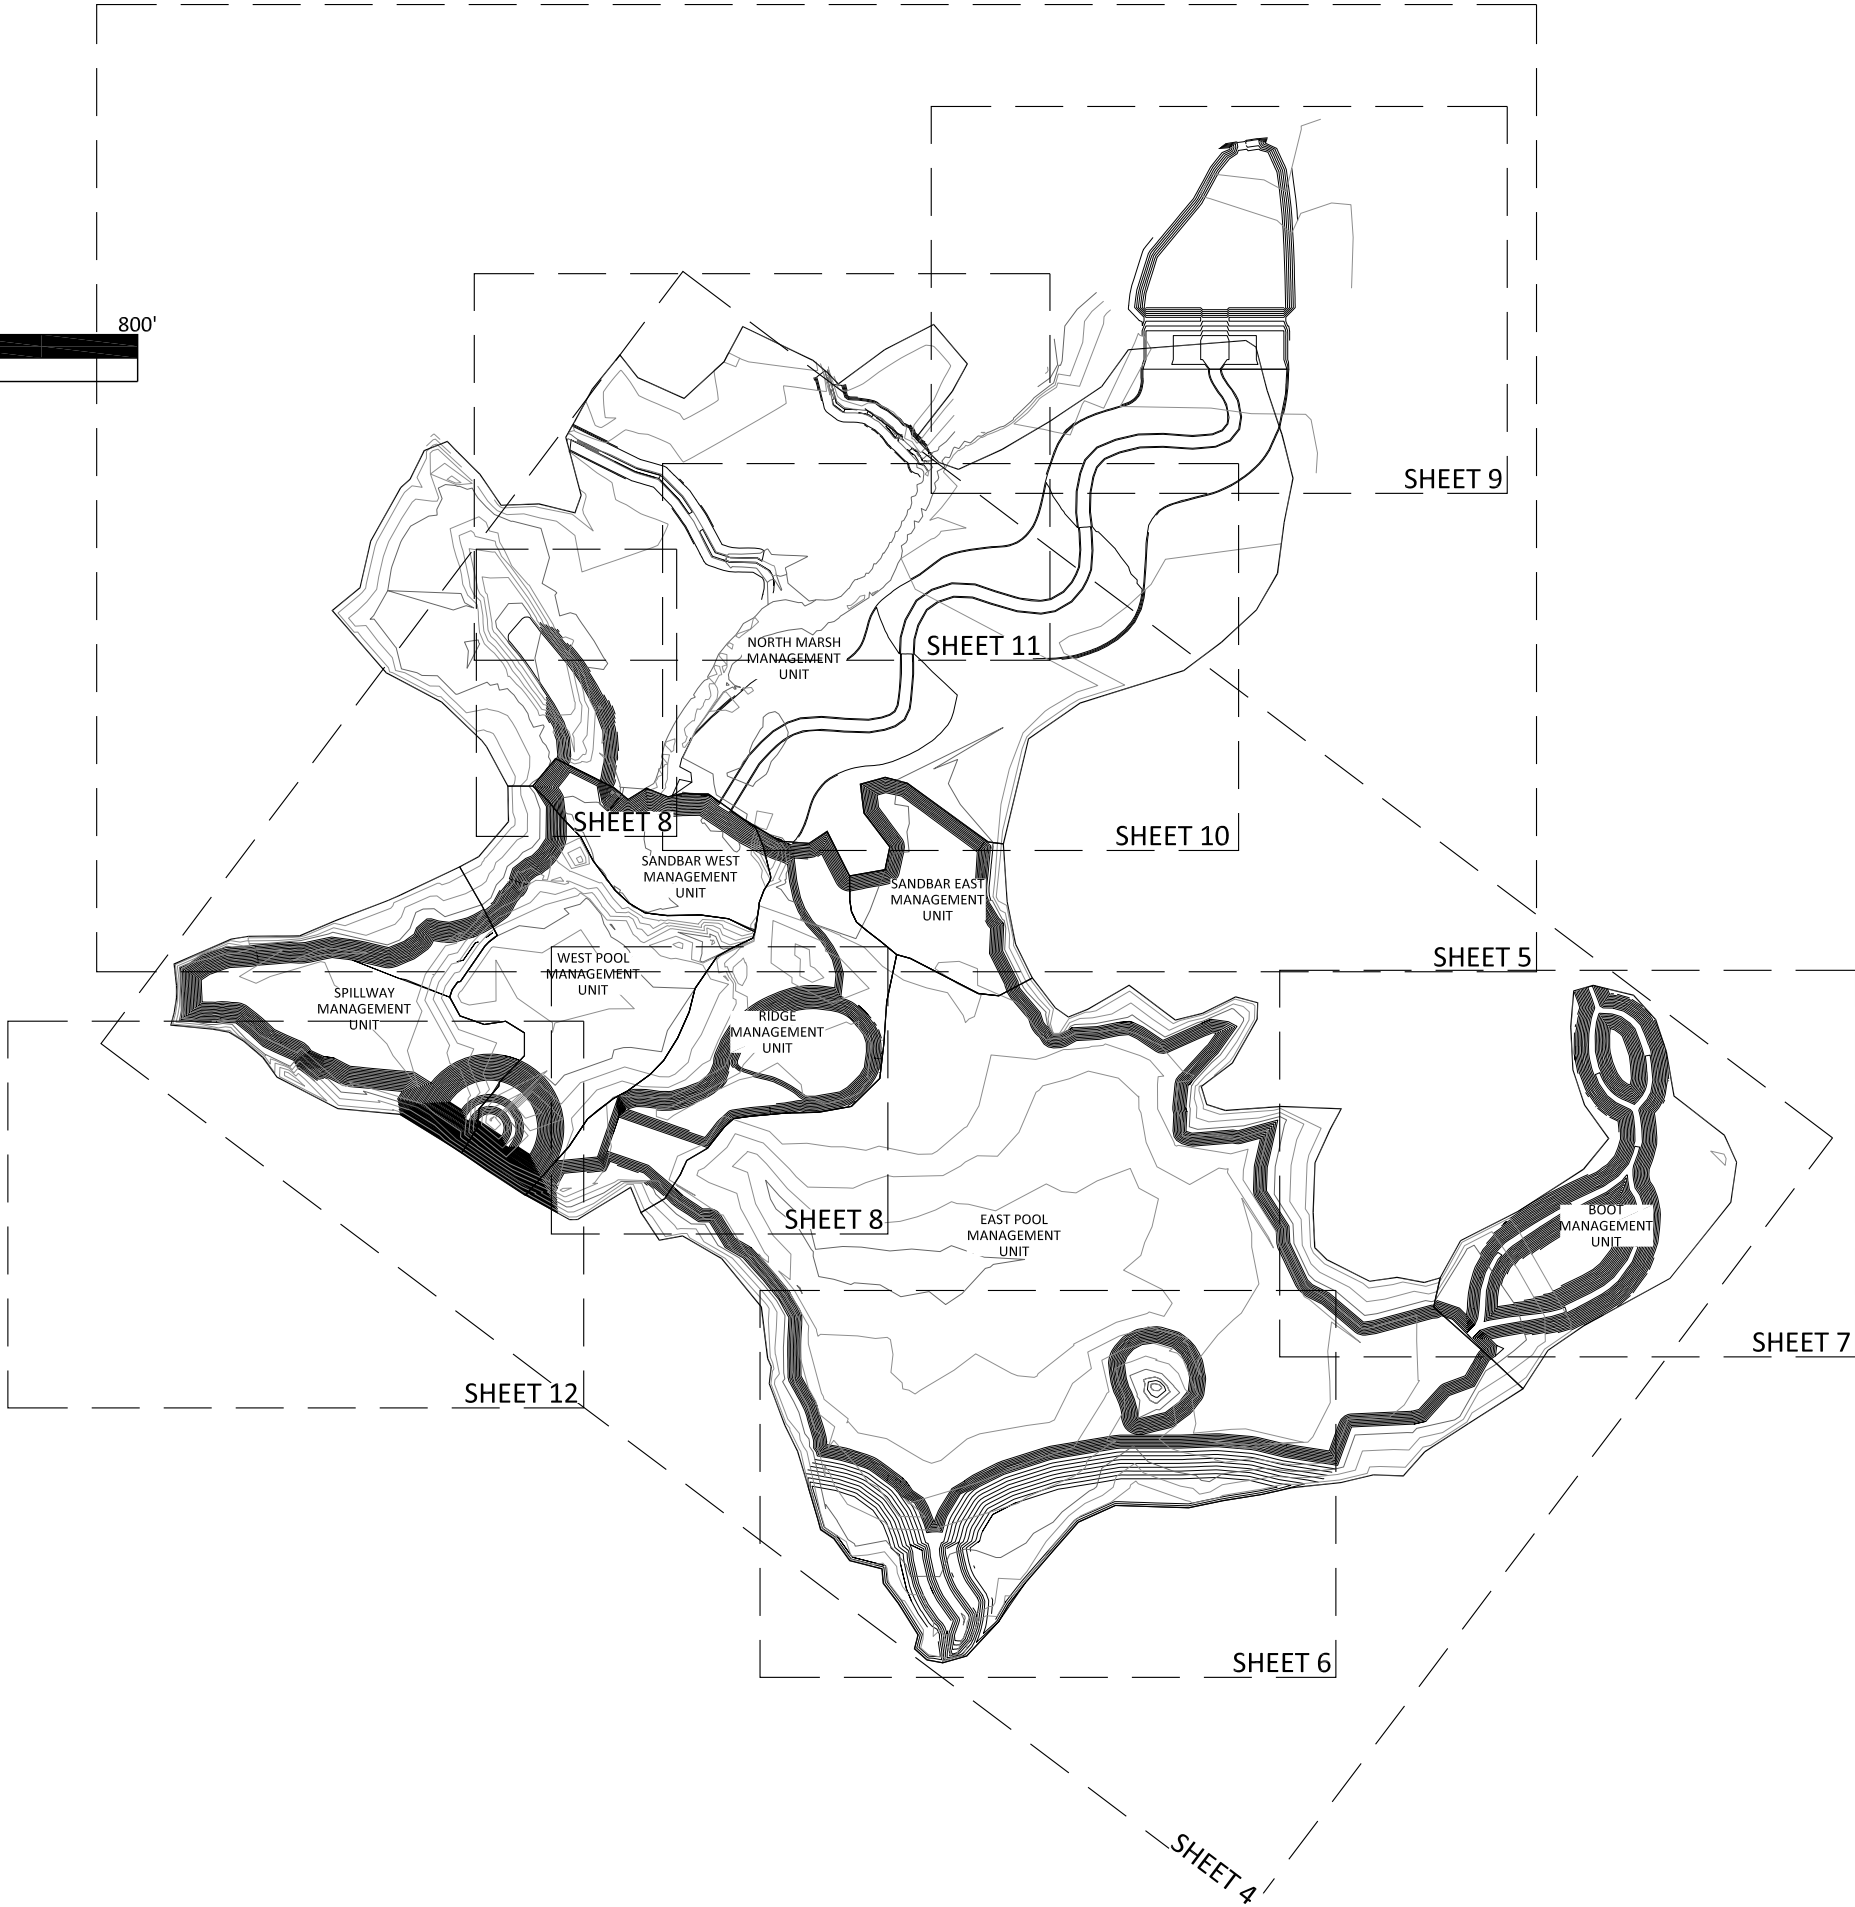 800'
SHEET 9
NORTH MARSH
MANAGEMENT
UNIT
SHEET 11
SHEET 8
SHEET 10
SANDBAR WEST
MANAGEMENT
UNIT
SANDBAR EAST
MANAGEMENT
UNIT
SHEET 5
WEST POOL
MANAGEMENT
UNIT
SPILLWAY
MANAGEMENT
UNIT
RIDGE
MANAGEMENT
UNIT
SHEET 8
EAST POOL
MANAGEMENT
UNIT
BOOT
MANAGEMENT
UNIT
SHEET 7
SHEET 12
SHEET 6
SHEET 4